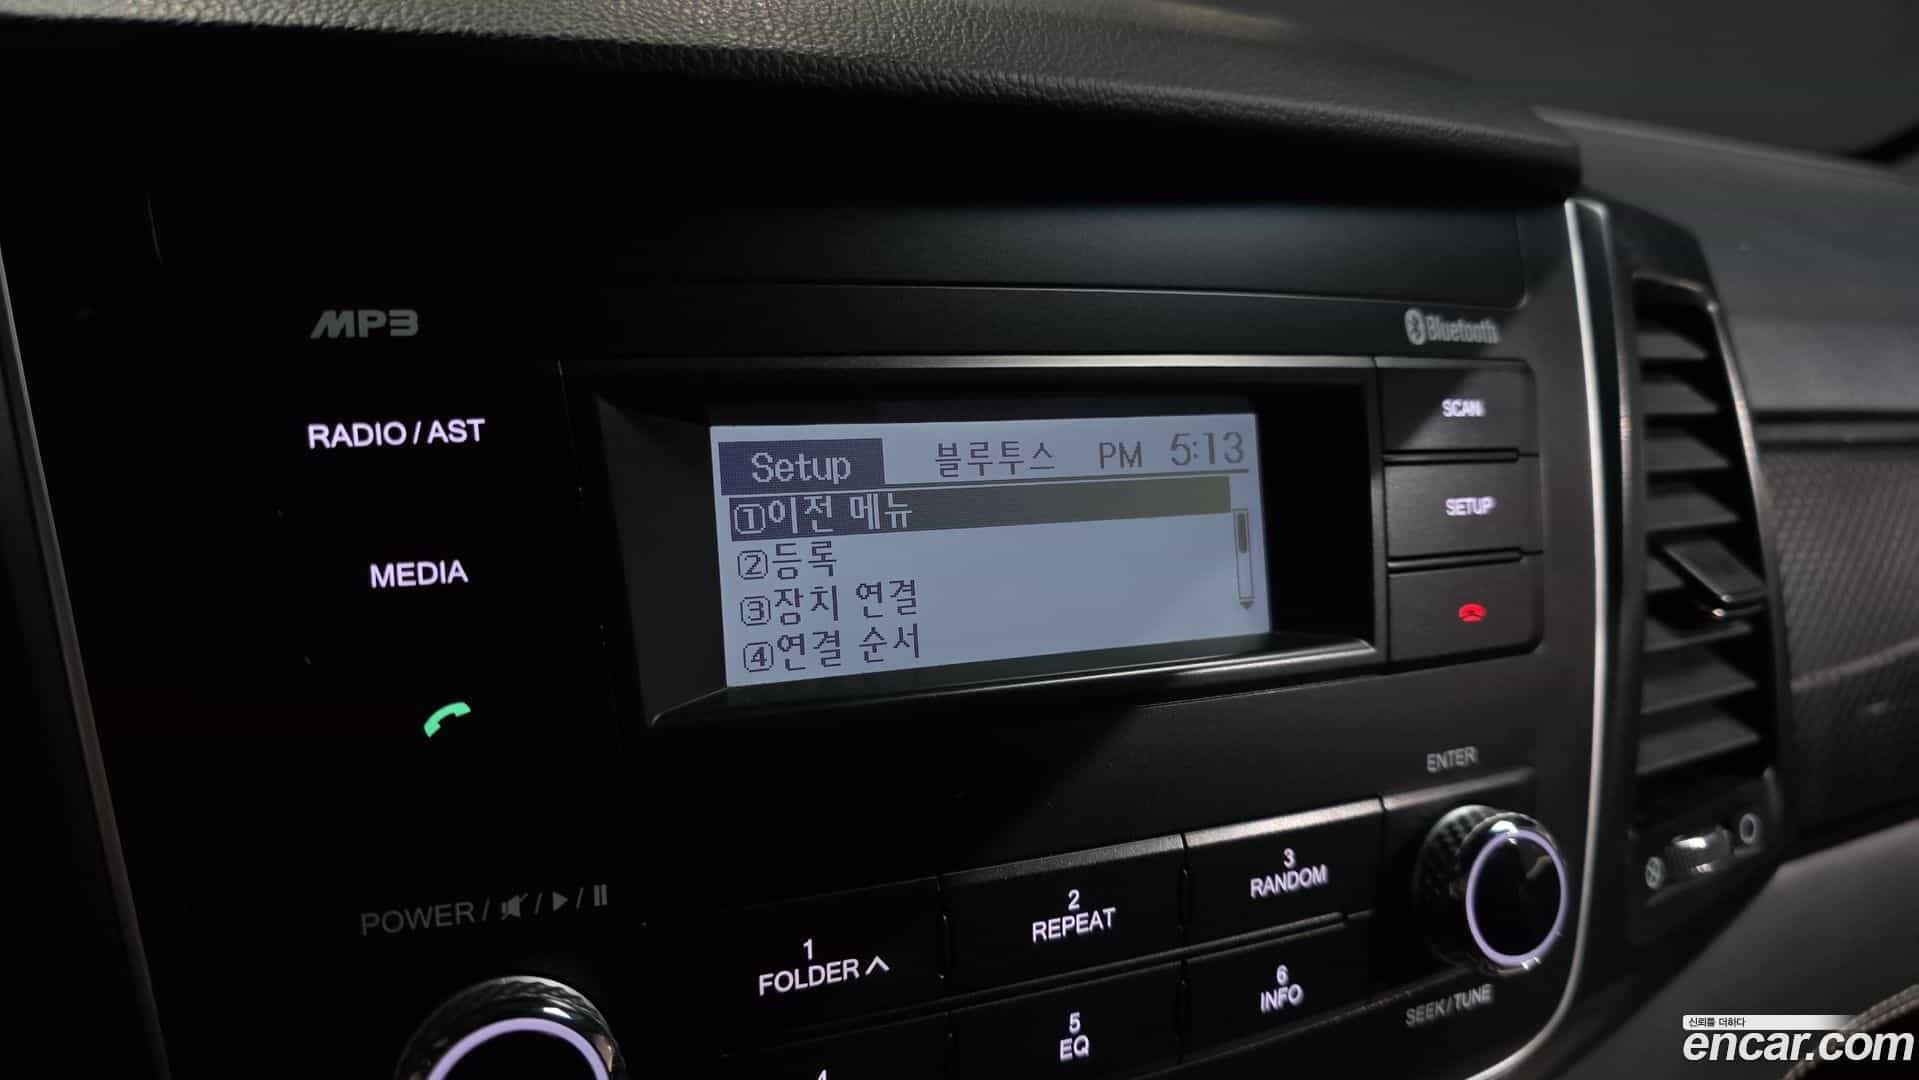 MP3
Bluetooth
RADIO / AST
SCAN
Setup 블루투스 PM 5:13
①이전 메뉴
②등록
③장치 연결
④연결 순서
SETUP
MEDIA
ENTER
POWER /
1
FOLDER
2
REPEAT
3
RANDOM
4
5
EQ
6
INFO
SEEK / TUNE
신뢰를 더하다
encar.com